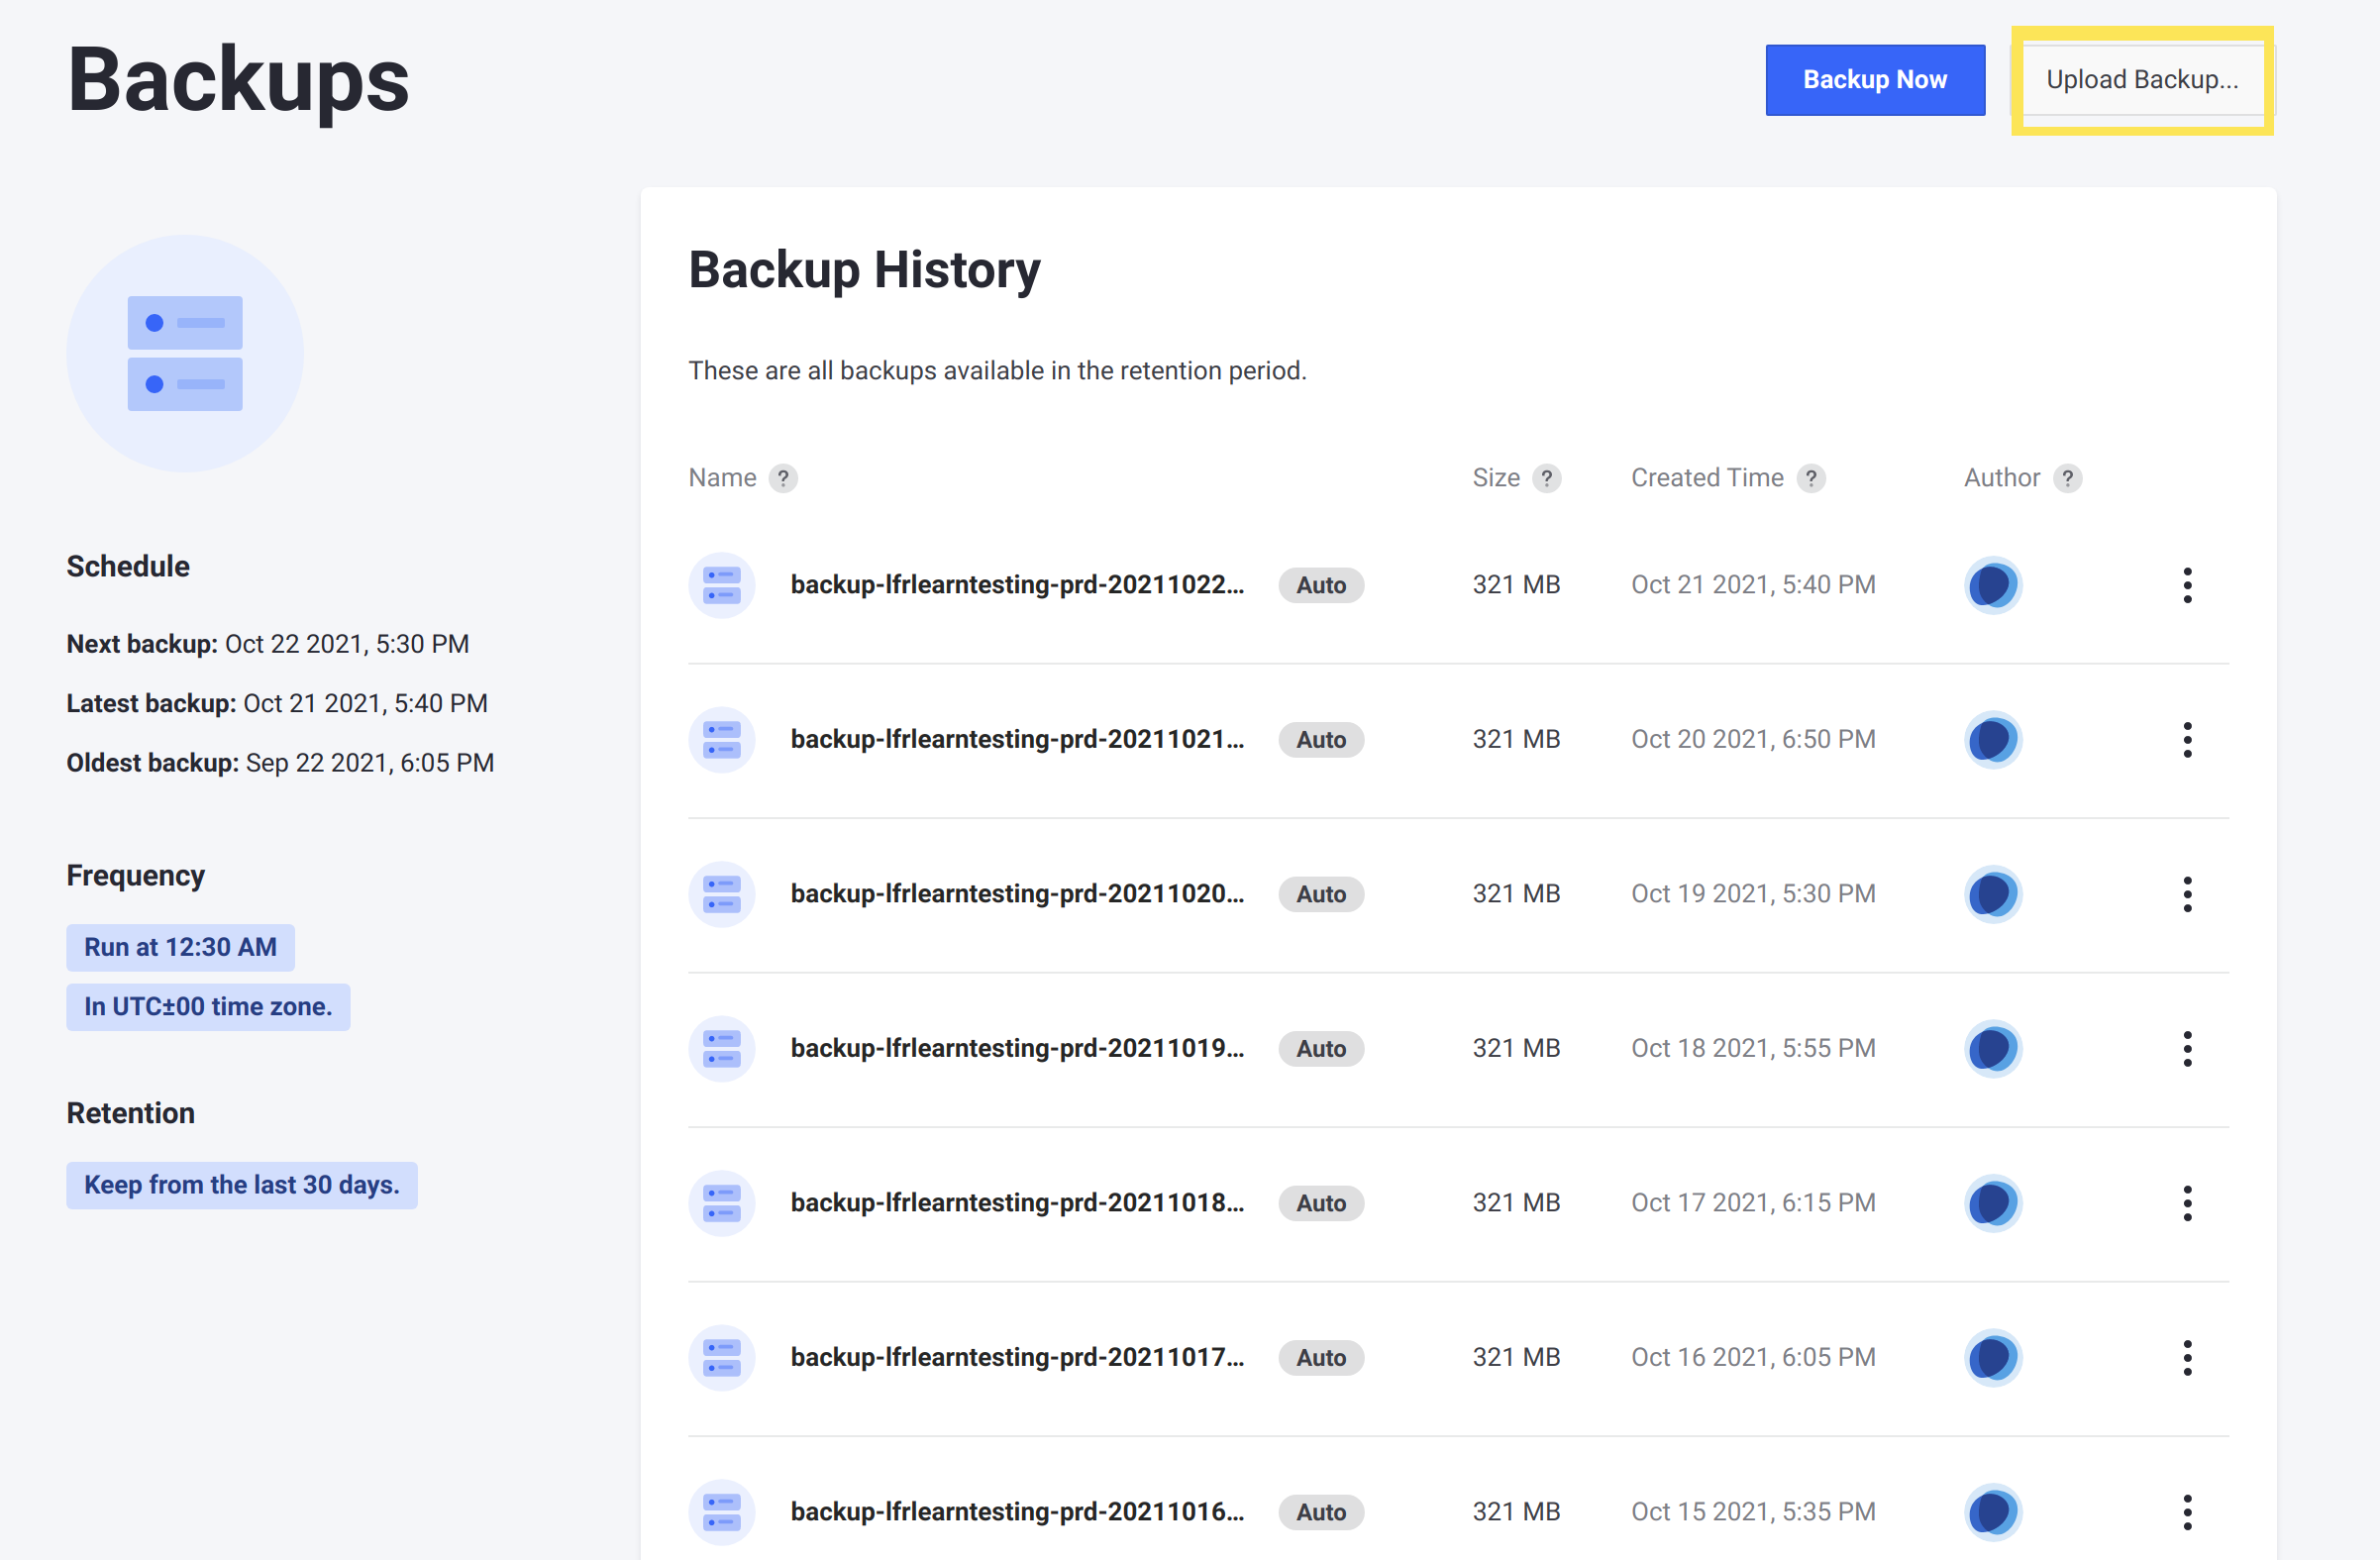 Backups
Backup Now
Upload Backup...
Schedule
Next backup: Oct 22 2021, 5:30 PM
Latest backup: Oct 21 2021, 5:40 PM
Oldest backup: Sep 22 2021, 6:05 PM
Frequency
Run at 12:30 AM
In UTC±00 time zone.
Retention
Keep from the last 30 days.
Backup History
These are all backups available in the retention period.
Name ? Size ? Created Time ? Author ?
backup-lfrlearntesting-prd-20211022... Auto 321 MB Oct 21 2021, 5:40 PM
backup-lfrlearntesting-prd-20211021... Auto 321 MB Oct 20 2021, 6:50 PM
backup-lfrlearntesting-prd-20211020... Auto 321 MB Oct 19 2021, 5:30 PM
backup-lfrlearntesting-prd-20211019... Auto 321 MB Oct 18 2021, 5:55 PM
backup-lfrlearntesting-prd-20211018... Auto 321 MB Oct 17 2021, 6:15 PM
backup-lfrlearntesting-prd-20211017... Auto 321 MB Oct 16 2021, 6:05 PM
backup-lfrlearntesting-prd-20211016... Auto 321 MB Oct 15 2021, 5:35 PM